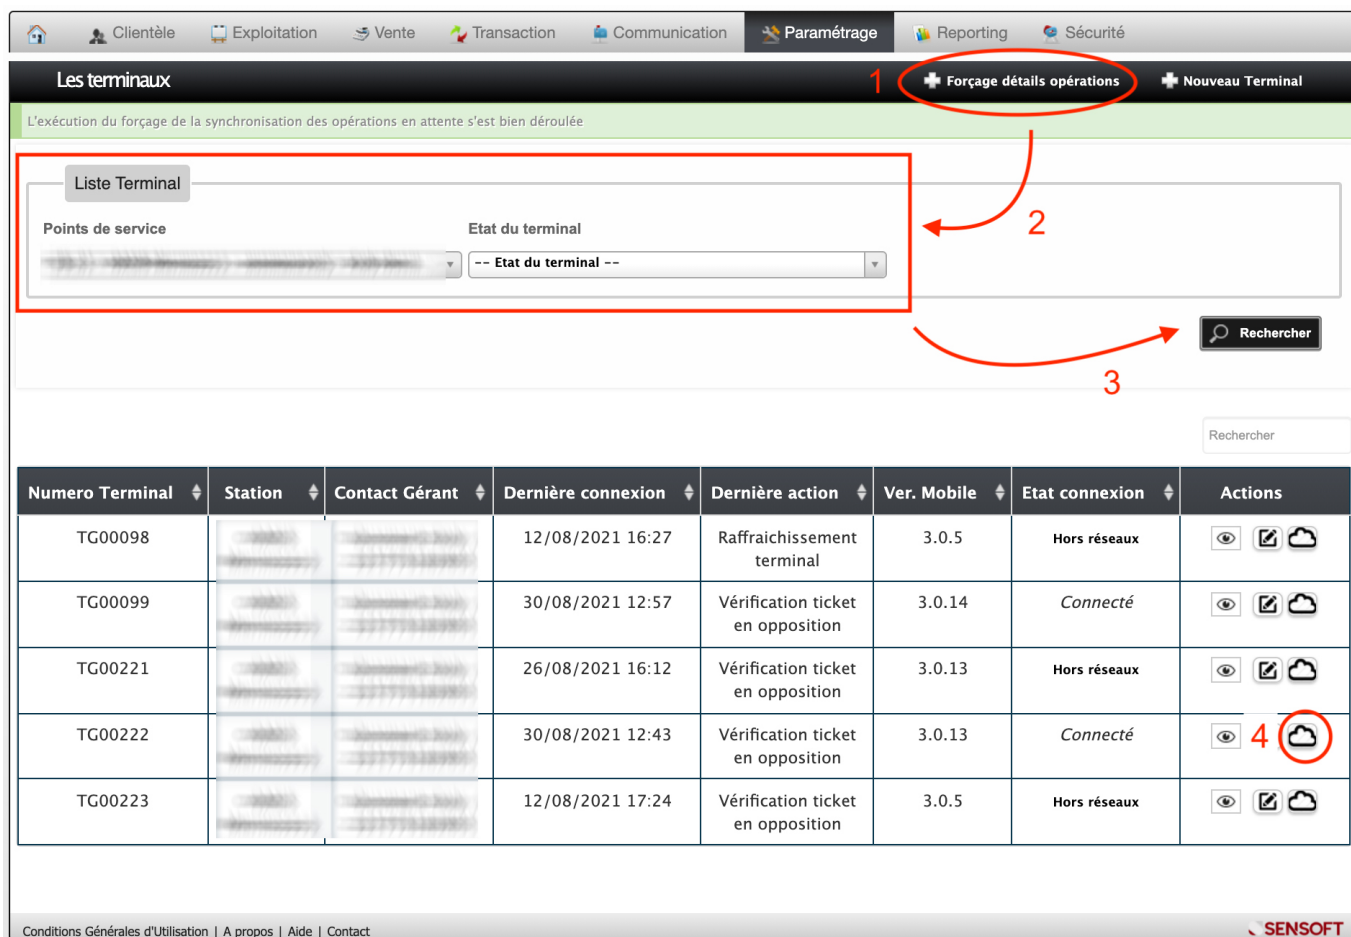 Clientèle Exploitation Vente Transaction Communication Paramétrage Reporting Sécurité
Les terminaux 1 Forçage détails opérations Nouveau Terminal
L'exécution du forçage de la synchronisation des opérations en attente s'est bien déroulée
Liste Terminal
2
Points de service Etat du terminal
-- Etat du terminal --
Rechercher
3
Rechercher
Numero Terminal Station Contact Gérant Dernière connexion Dernière action Ver. Mobile Etat connexion Actions
TG00098 12/08/2021 16:27 Raffraichissement 3.0.5 Hors réseaux
terminal
TG00099 30/08/2021 12:57 Vérification ticket 3.0.14 Connecté
en opposition
TG00221 26/08/2021 16:12 Vérification ticket 3.0.13 Hors réseaux
en opposition
TG00222 30/08/2021 12:43 Vérification ticket 3.0.13 Connecté 4
en opposition
TG00223 12/08/2021 17:24 Vérification ticket 3.0.5 Hors réseaux
en opposition
Conditions Générales d'Utilisation | A propos | Aide | Contact SENSOFT